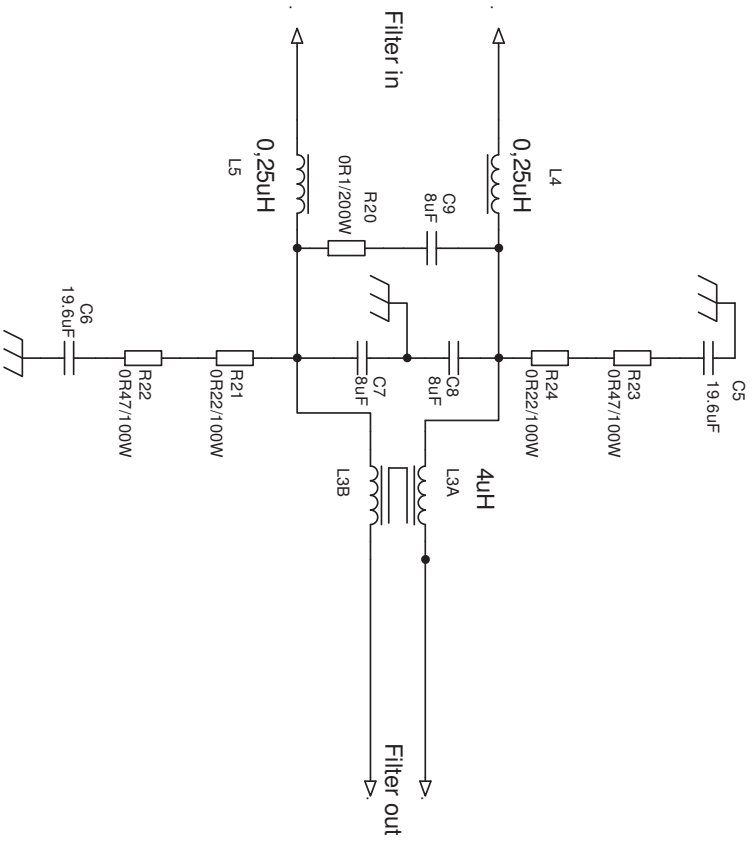 Filter in
0,25uH
L4
0,25uH
L5
R20
0R1/200W
C9
8uF
C5
19.6uF
R23
0R47/100W
R24
0R22/100W
C8
8uF
C7
8uF
R21
0R22/100W
R22
0R47/100W
C6
19.6uF
4uH
L3A
L3B
Filter out